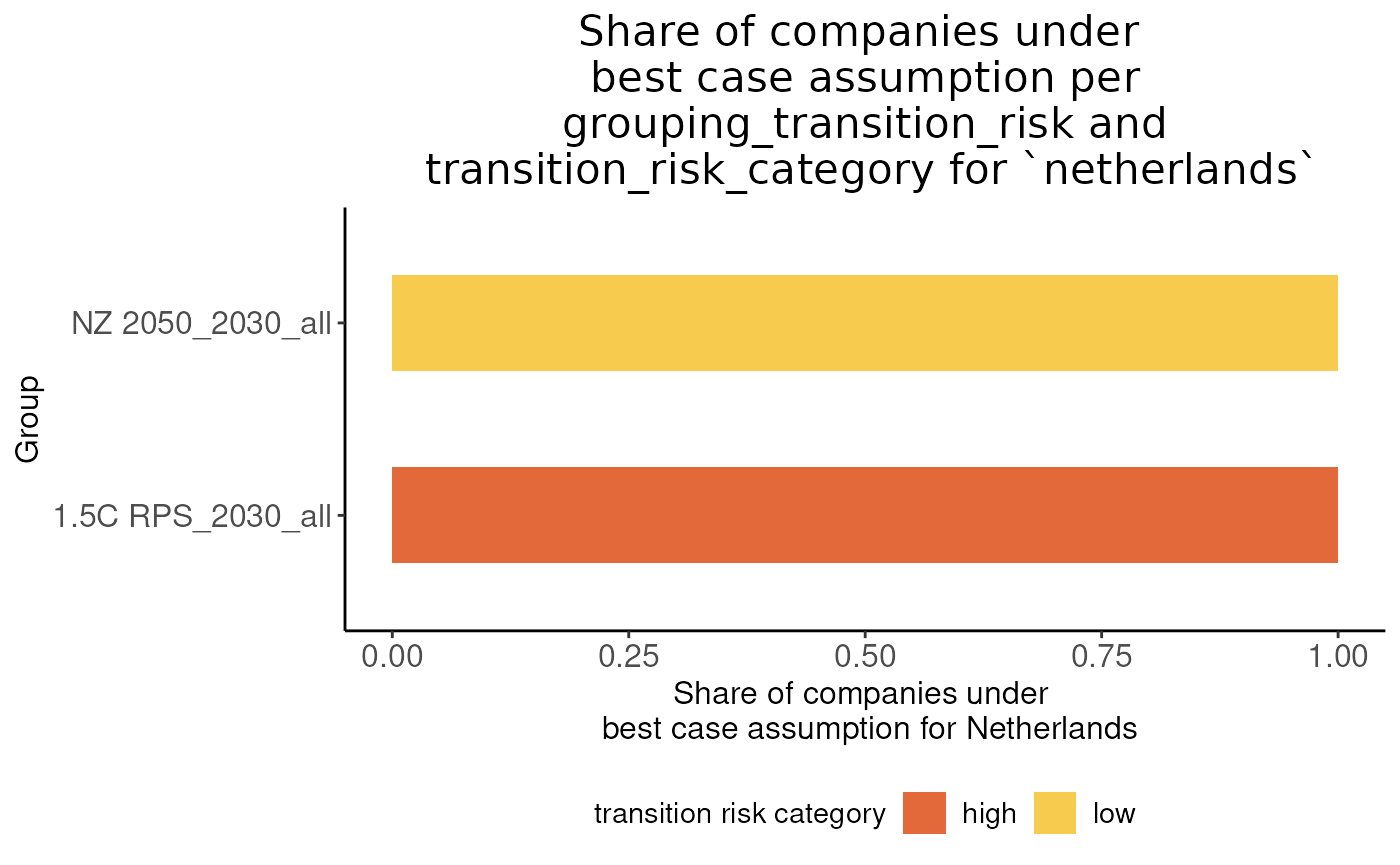 Share of companies under
best case assumption per
grouping_transition_risk and
transition_risk_category for `netherlands`
NZ 2050_2030_all
1.5C RPS_2030_all
Group
0.00 0.25 0.50 0.75 1.00
Share of companies under
best case assumption for Netherlands
transition risk category high low